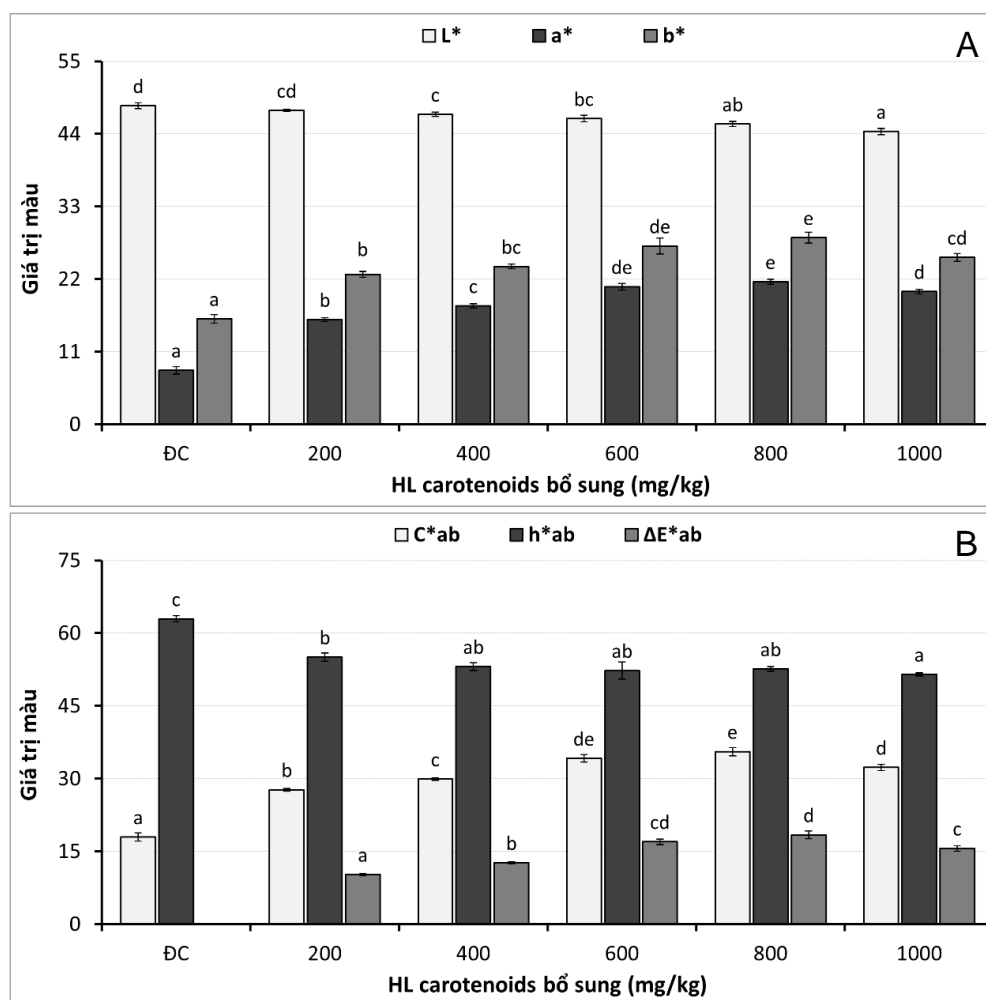 L* a* b* A
55
d cd c bc ab a
44
33
de e
b bc cd
22
de e d
a b c
11
a
0
Giá trị màu
ĐC 200 400 600 800 1000
HL carotenoids bổ sung (mg/kg)
C*ab h*ab ΔE*ab B
75
c
60
b ab ab ab a
45
de e d
30
b c
a
15
a b cd d c
0
Giá trị màu
ĐC 200 400 600 800 1000
HL carotenoids bổ sung (mg/kg)